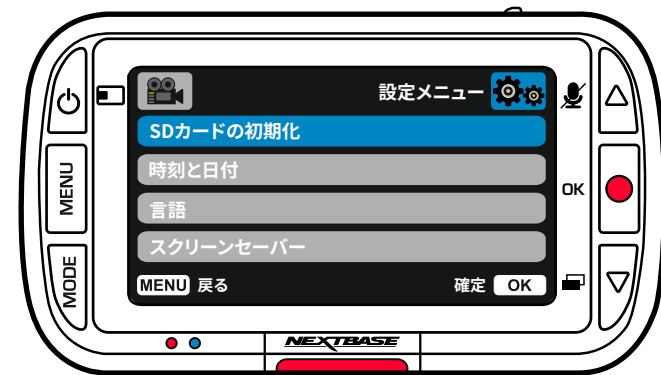 設定メニュー
SDカードの初期化
時刻と日付
言語
スクリーンセーバー
MENU 戻る
確定 OK
MENU
MODE
OK
NEXTBASE